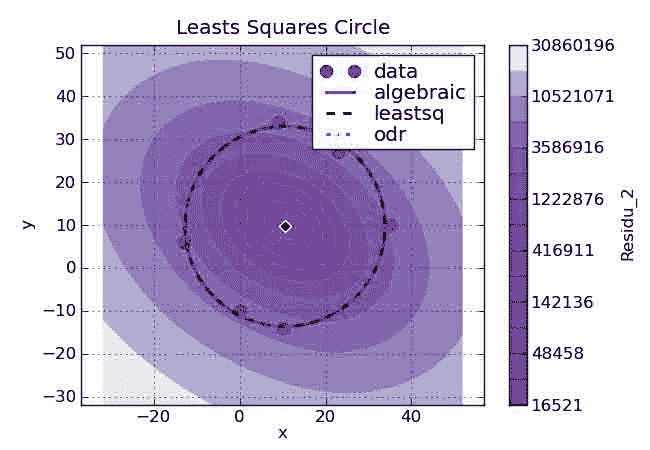 Leasts Squares Circle
data
algebraic
leastsq
odr
50
40
30
20
10
0
−10
−20
−30
y
−20
0
20
40
x
30860196
10521071
3586916
1222876
416911
142136
48458
16521
Residu_2